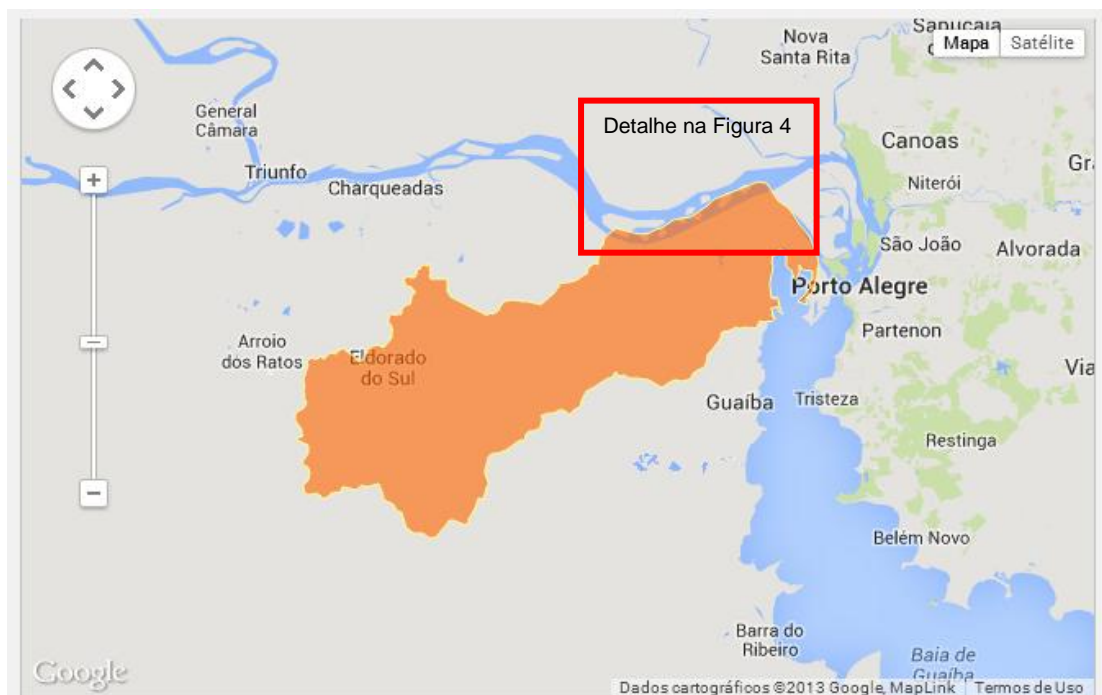 Nova
Santa Rita
Sapucaia
Mapa
Satélite
General
Câmara
Detalhe na Figura 4
Canoas
Triunfo
Charqueadas
Niterói
São João
Alvorada
Porto Alegre
Partenon
Arroio
dos Ratos
Eldorado
do Sul
Via
Guaíba
Tristeza
Restinga
Belém Novo
Barra do
Ribeiro
Baia de
Guaíba
Google
Dados cartográficos ©2013 Google, MapLink
Termos de Uso